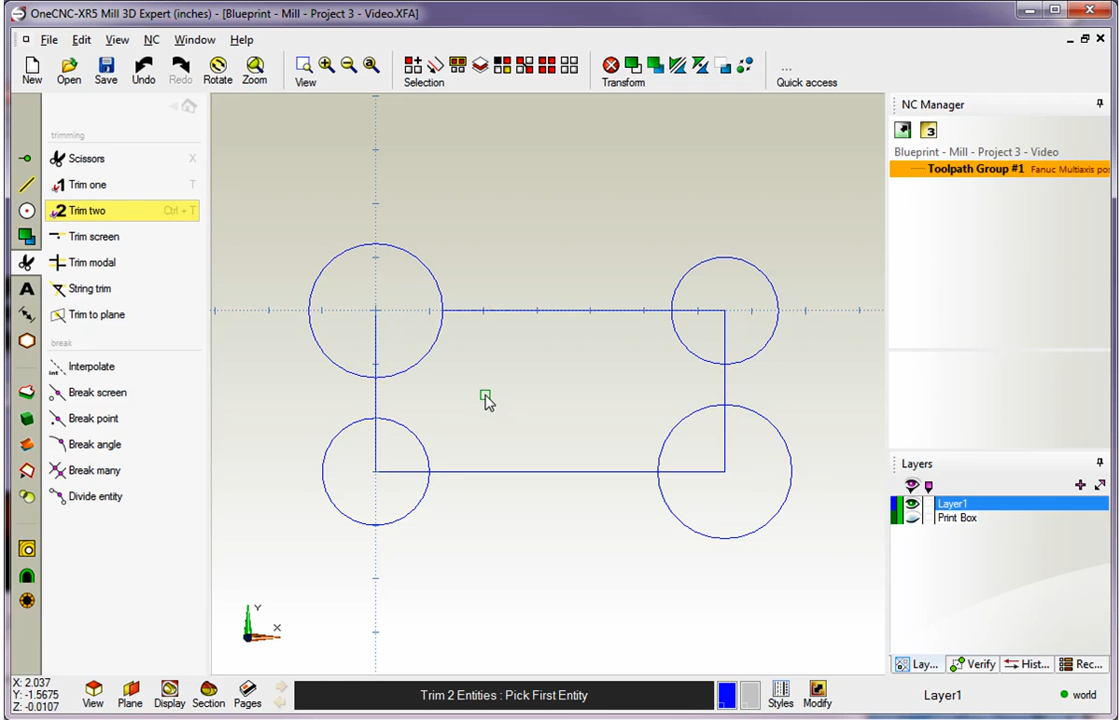 OneCNC-XR5 Mill 3D Expert (inches) - [Blueprint - Mill - Project 3 - Video.XFA]
File Edit View NC Window Help
New Open Save Undo Redo Rotate Zoom View Selection Transform ... Quick access
trimming
Scissors X
1 Trim one T
2 Trim two Ctrl + T
Trim screen
Trim modal
String trim
Trim to plane
break
int Interpolate
Break screen
Break point
Break angle
Break many
Divide entity
A
Y
X
NC Manager
3
Blueprint - Mill - Project 3 - Video
Toolpath Group #1 Fanuc Multiaxis pos
Layers
Layer1
Print Box
Lay... Verify Hist... Rec...
X: 2.037
Y: -1.5675
Z: -0.0107
View Plane Display Section Pages
Trim 2 Entities : Pick First Entity
Styles Modify
Layer1
world